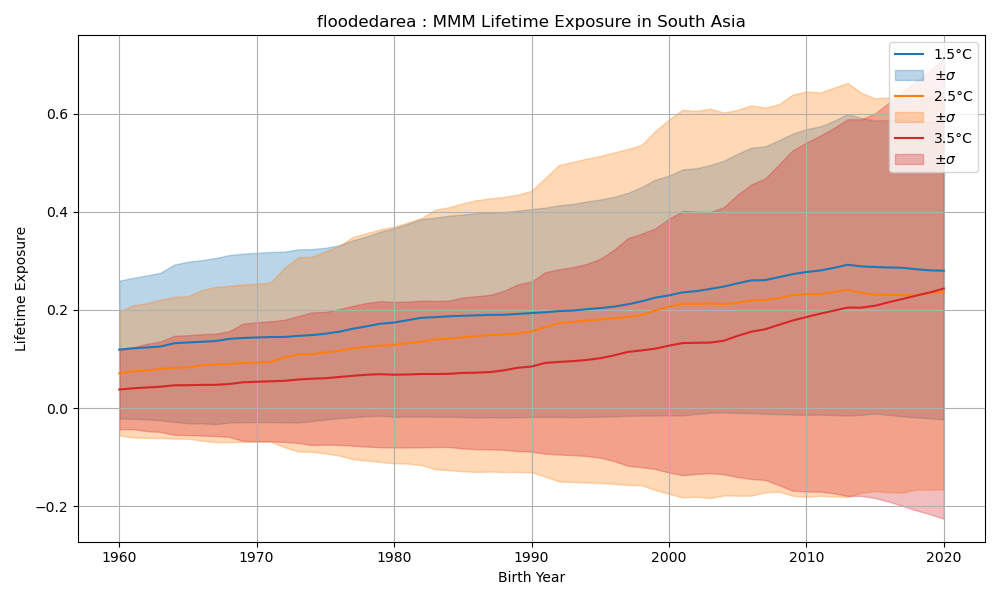 floodedarea : MMM Lifetime Exposure in South Asia
1.5°C
±σ
2.5°C
±σ
3.5°C
±σ
Lifetime Exposure
0.6
0.4
0.2
0.0
−0.2
1960 1970 1980 1990 2000 2010 2020
Birth Year